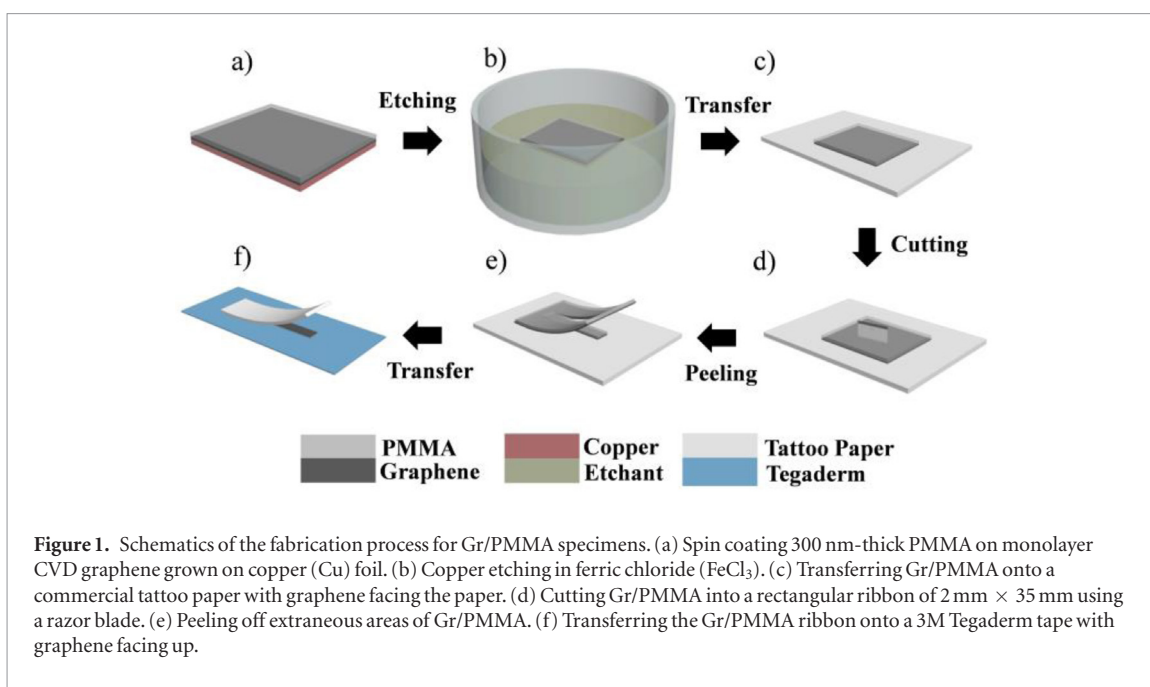 a)
b)
c)
Etching
Transfer
Cutting
f)
e)
d)
Transfer
Peeling
PMMA
Graphene
Copper
Etchant
Tattoo Paper
Tegaderm
Figure 1. Schematics of the fabrication process for Gr/PMMA specimens. (a) Spin coating 300 nm-thick PMMA on monolayer
CVD graphene grown on copper (Cu) foil. (b) Copper etching in ferric chloride (FeCl₃). (c) Transferring Gr/PMMA onto a
commercial tattoo paper with graphene facing the paper. (d) Cutting Gr/PMMA into a rectangular ribbon of 2 mm × 35 mm using
a razor blade. (e) Peeling off extraneous areas of Gr/PMMA. (f) Transferring the Gr/PMMA ribbon onto a 3M Tegaderm tape with
graphene facing up.